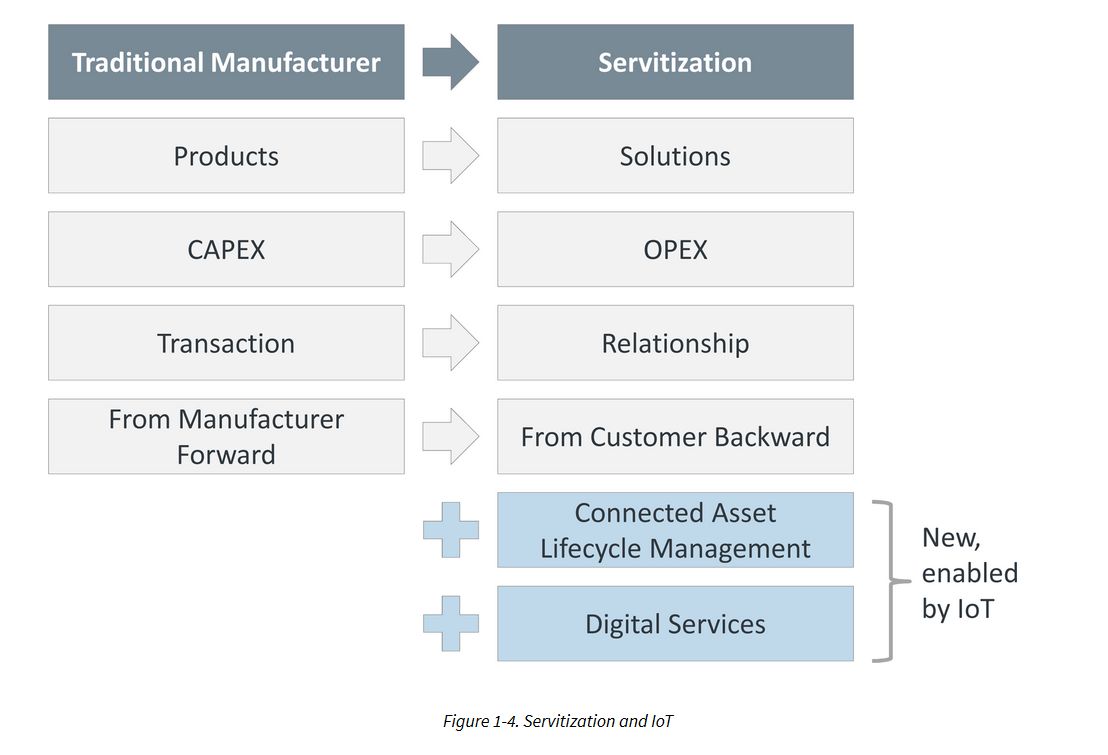 Traditional Manufacturer
Servitization
Products
Solutions
CAPEX
OPEX
Transaction
Relationship
From Manufacturer
Forward
From Customer Backward
Connected Asset
Lifecycle Management
Digital Services
New,
enabled
by IoT
Figure 1-4. Servitization and IoT